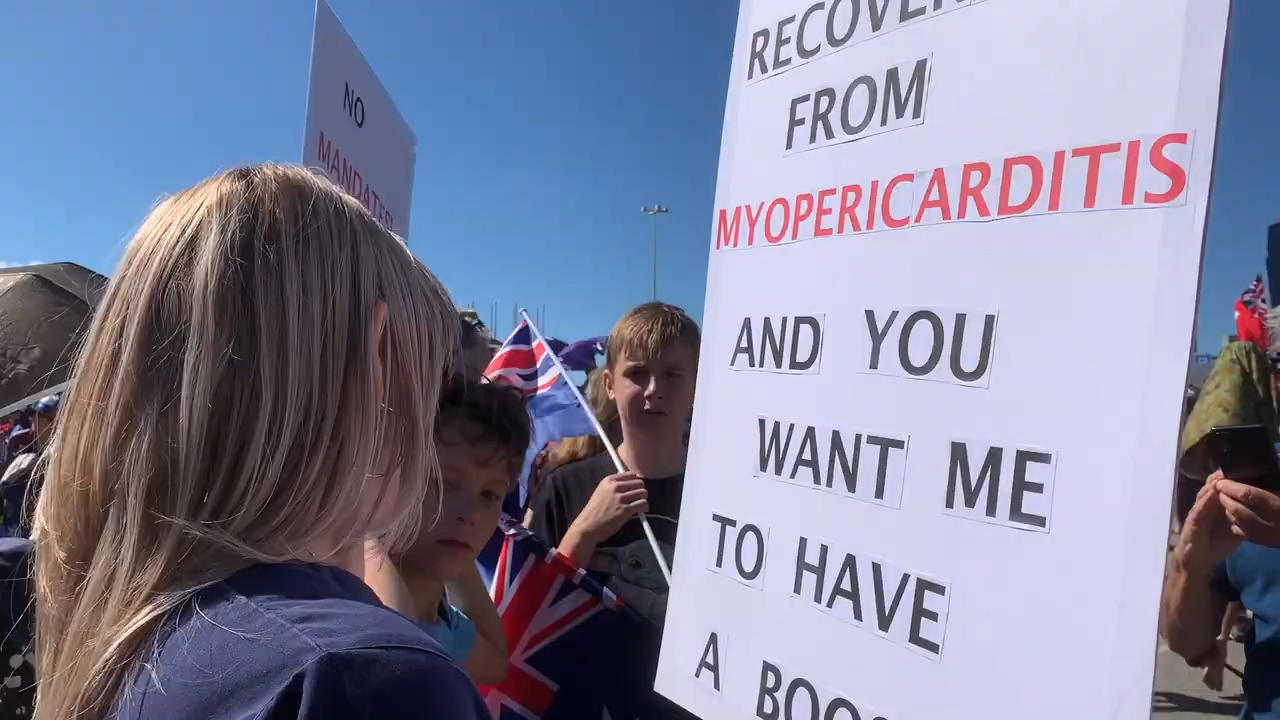 NO
MANDATES!
FROM
MYOPERICARDITIS
AND YOU
WANT ME
TO HAVE
A